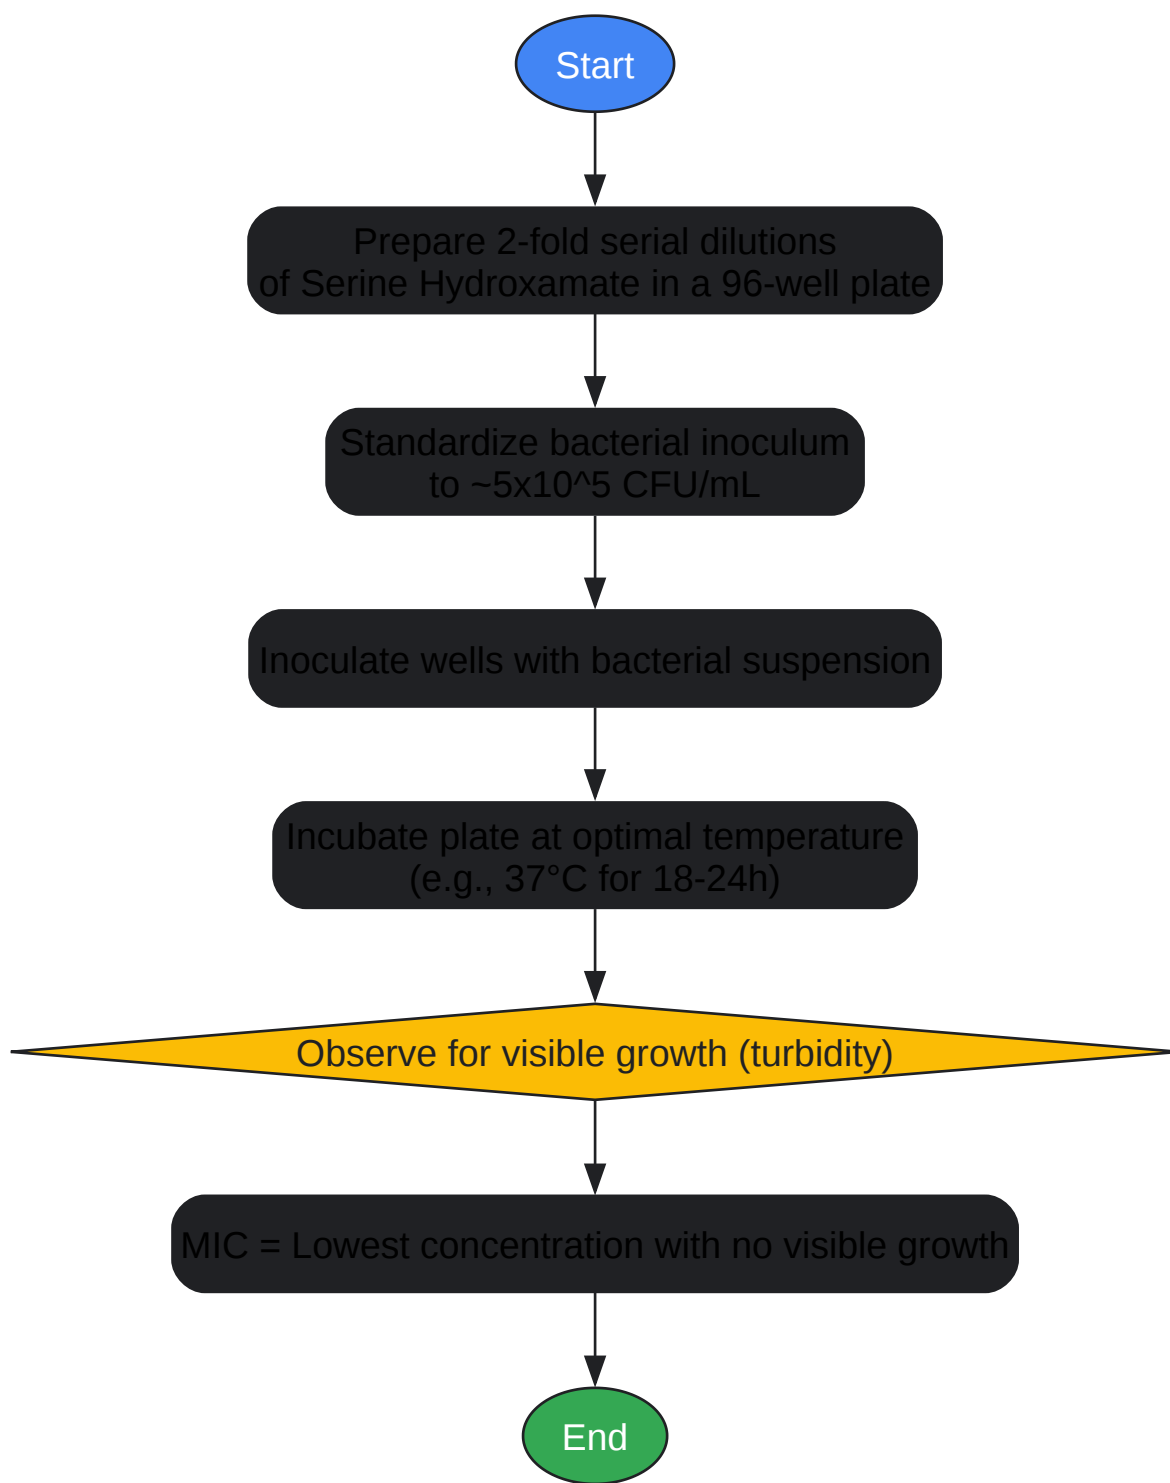 Start
Prepare 2-fold serial dilutions
of Serine Hydroxamate in a 96-well plate
Standardize bacterial inoculum
to ~5x10^5 CFU/mL
Inoculate wells with bacterial suspension
Incubate plate at optimal temperature
(e.g., 37°C for 18-24h)
Observe for visible growth (turbidity)
MIC = Lowest concentration with no visible growth
End